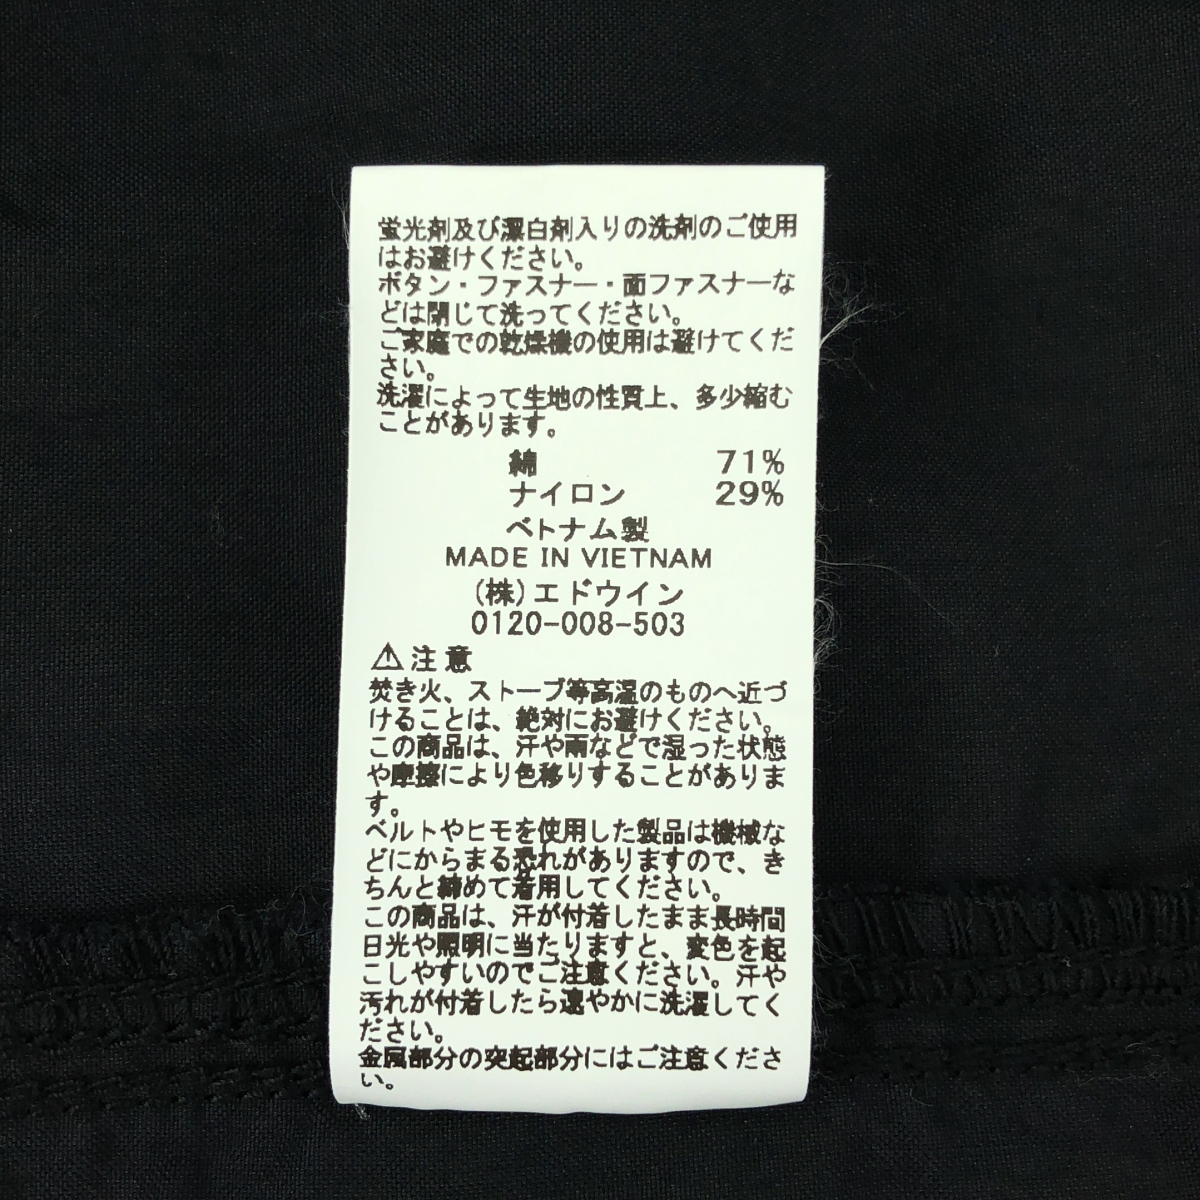 蛍光剤及び漂白剤入りの洗剤のご使用
はお避けください。
ボタン・ファスナー・面ファスナーな
どは閉じて洗ってください。
ご家庭での乾燥機の使用は避けてくだ
さい。
洗濯によって生地の性質上、多少縮む
ことがあります。
綿 71%
ナイロン 29%
ベトナム製
MADE IN VIETNAM
(株)エドウイン
0120-008-503
⚠注意
焚き火、ストーブ等高温のものへ近づ
けることは、絶対にお避けください。
この商品は、汗や雨などで湿った状態
や摩擦により色移りすることがありま
す。
ベルトやヒモを使用した製品は機械な
どにからまる恐れがありますので、き
ちんと締めて着用してください。
この商品は、汗が付着したまま長時間
日光や照明に当たりますと、変色を起
こしやすいのでご注意ください。汗や
汚れが付着したら速やかに洗濯してく
ださい。
金属部分の突起部分にはご注意くださ
い。